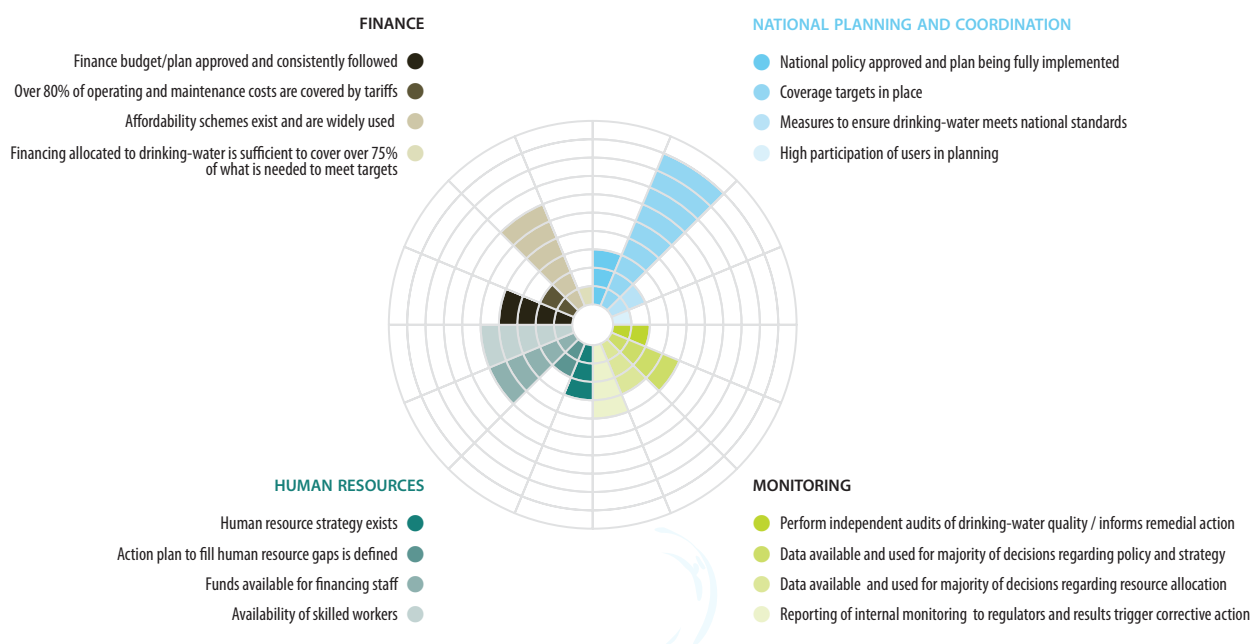 FINANCE
Finance budget/plan approved and consistently followed
Over 80% of operating and maintenance costs are covered by tariffs
Affordability schemes exist and are widely used
Financing allocated to drinking-water is sufficient to cover over 75%
of what is needed to meet targets
NATIONAL PLANNING AND COORDINATION
National policy approved and plan being fully implemented
Coverage targets in place
Measures to ensure drinking-water meets national standards
High participation of users in planning
HUMAN RESOURCES
Human resource strategy exists
Action plan to fill human resource gaps is defined
Funds available for financing staff
Availability of skilled workers
MONITORING
Perform independent audits of drinking-water quality / informs remedial action
Data available and used for majority of decisions regarding policy and strategy
Data available and used for majority of decisions regarding resource allocation
Reporting of internal monitoring to regulators and results trigger corrective action